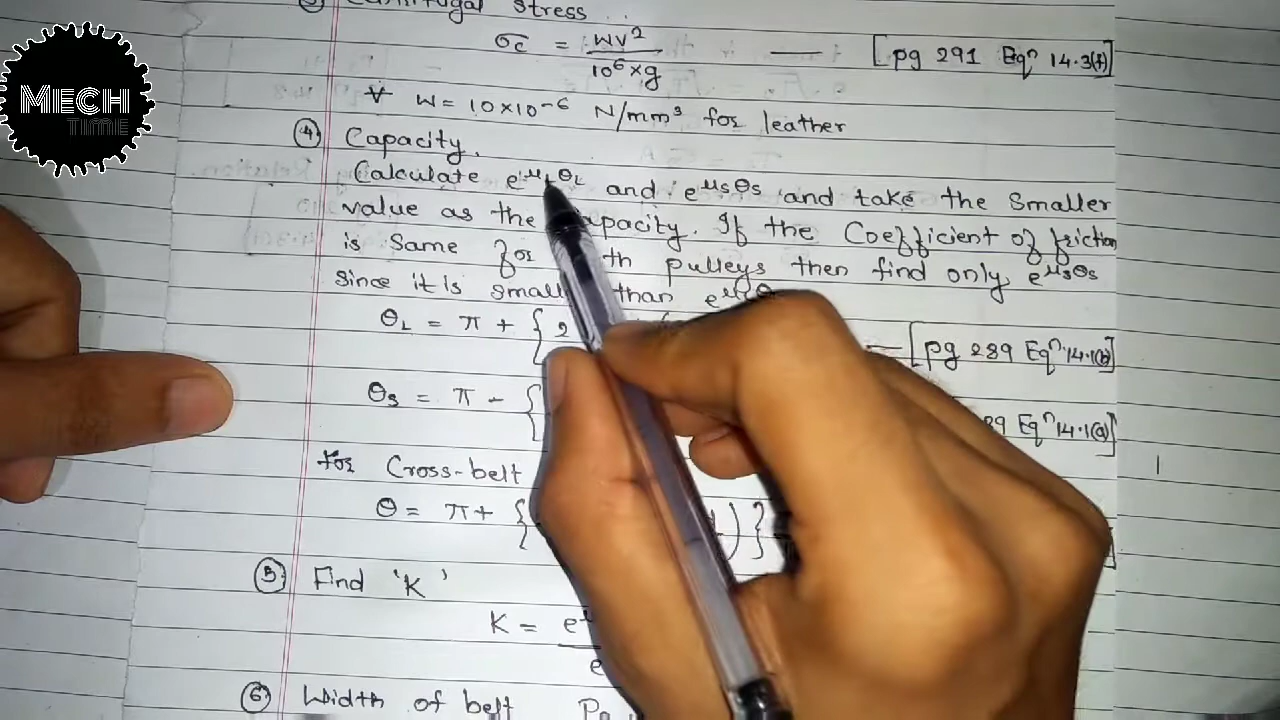 MECH
TIME
Stress
σc = wv² / 10⁶ × g — [pg 291 Eqⁿ 14.3(f)]
∀ w = 10×10⁻⁶ N/mm³ for leather
④ Capacity.
Calculate e^μLθL and e^μsθs and take the Smaller
value as the capacity. If the Coefficient of friction
is Same for pulleys then find only e^μsθs
Since it is than
θL = π + { 2 — [pg 289 Eqⁿ 14.1(b)]
θs = π - { 89 Eqⁿ 14.1(a)]
for Cross-belt
θ = π + { ) }
⑤ Find 'K'
K = e
e
⑥ Width of belt